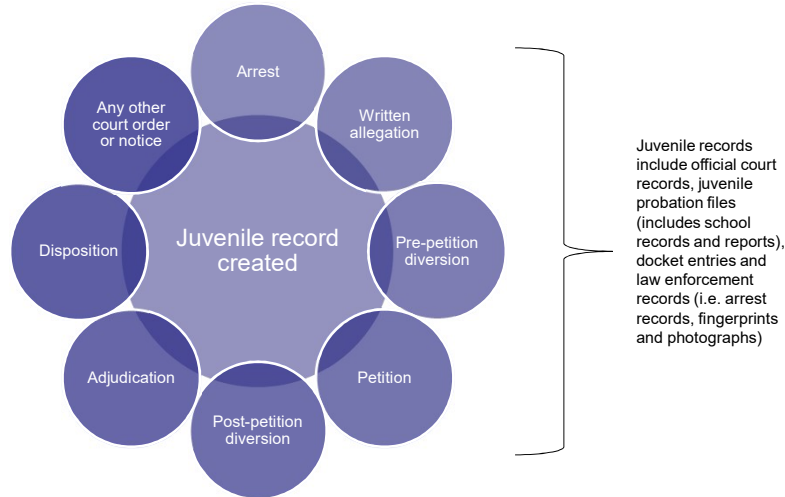 Arrest
Written
allegation
Pre-petition
diversion
Petition
Post-petition
diversion
Adjudication
Disposition
Any other
court order
or notice
Juvenile record
created
Juvenile records
include official court
records, juvenile
probation files
(includes school
records and reports),
docket entries and
law enforcement
records (i.e. arrest
records, fingerprints
and photographs)